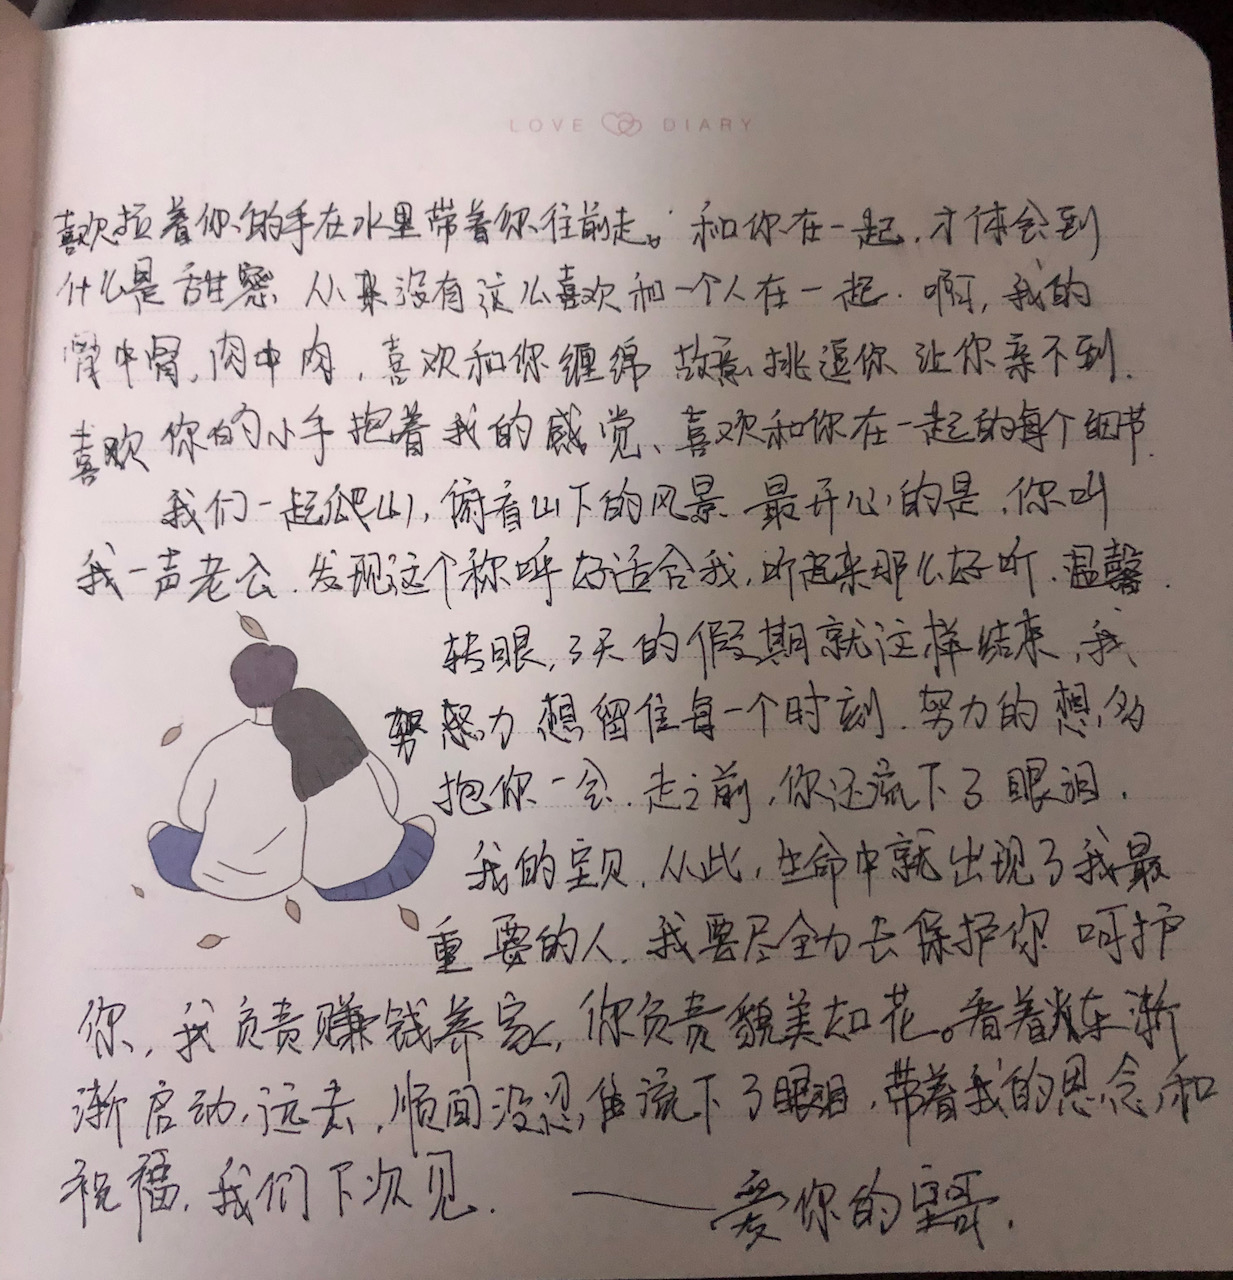 LOVE DIARY
喜欢拉着你的手在水里带着你往前走。和你在一起,才体会到
什么是甜蜜 从来没有这么喜欢和一个人在一起.啊,我的
骨中骨,肉中肉,喜欢和你缠绵 故意挑逗你 让你亲不到.
喜欢你的小手抱着我的感觉、喜欢和你在一起的每个细节.
我们一起爬山,俯看山下的风景 最开心的是,你叫
我一声老公.发现这个称呼好适合我,听起来那么好听.温馨.
转眼,3天的假期就这样结束,我
努力想留住每一个时刻.努力的想多
抱你一会.走之前,你还流下了眼泪.
我的宝贝.从此,生命中就出现了我最
重要的人.我要尽全力去保护你 呵护
你,我负责赚钱养家,你负责貌美如花。看着火车渐
渐启动,远去,顺间没忍住流下了眼泪,带着我的思念和
祝福,我们下次见. ——爱你的宝哥.